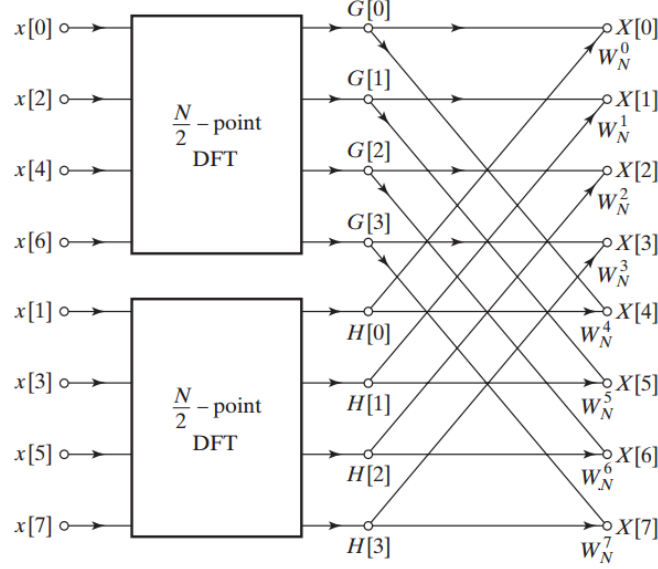 x[0]
G[0]
X[0]
W_N^0
x[2]
G[1]
X[1]
W_N^1
N/2 – point
DFT
x[4]
G[2]
X[2]
W_N^2
x[6]
G[3]
X[3]
W_N^3
x[1]
H[0]
X[4]
W_N^4
x[3]
H[1]
X[5]
W_N^5
N/2 – point
DFT
x[5]
H[2]
X[6]
W_N^6
x[7]
H[3]
X[7]
W_N^7